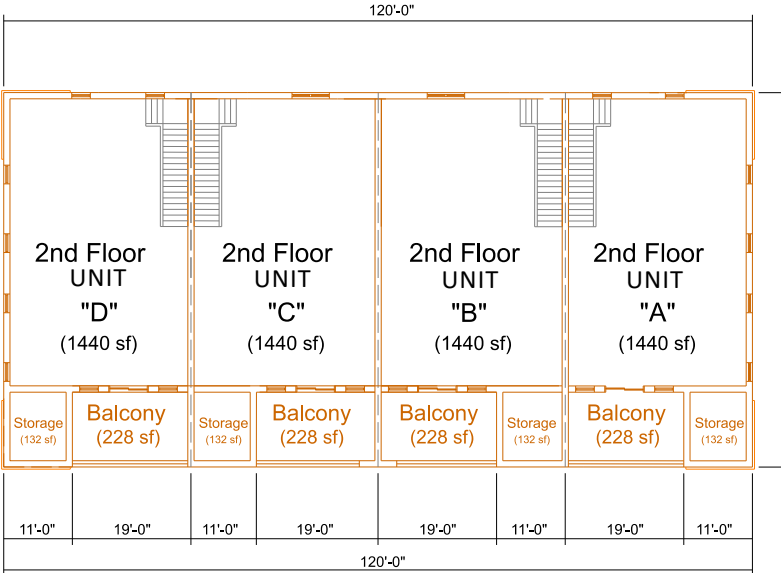 120'-0"
2nd Floor
UNIT
"D"
(1440 sf)
2nd Floor
UNIT
"C"
(1440 sf)
2nd Floor
UNIT
"B"
(1440 sf)
2nd Floor
UNIT
"A"
(1440 sf)
Storage
(132 sf)
Balcony
(228 sf)
Storage
(132 sf)
Balcony
(228 sf)
Balcony
(228 sf)
Storage
(132 sf)
Balcony
(228 sf)
Storage
(132 sf)
11'-0" 19'-0" 11'-0" 19'-0" 19'-0" 11'-0" 19'-0" 11'-0"
120'-0"